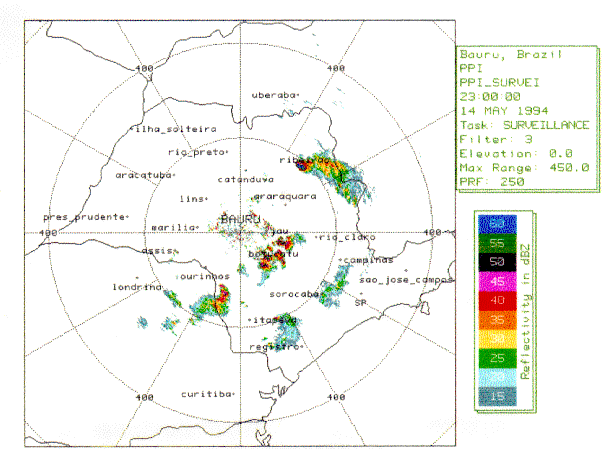 Bauru, Brazil
PPI
PPI_SURVEI
23:00:00
14 MAY 1994
Task: SURVEILLANCE
Filter: 3
Elevation: 0.0
Max Range: 450.0
PRF: 250
400 400
uberaba
ilha_solteira
rio_preto ribeirao
aracatuba catanduva
lins araraquara
pres_prudente BAURU
marilia jau
400 rio_claro 400
assis botucatu campinas
ourinhos sao_jose_campos
londrina sorocaba
SP
itapeva
registro
curitiba
400 400
60
55
50
45
40
35
30
25
20
15
Reflectivity in dBZ